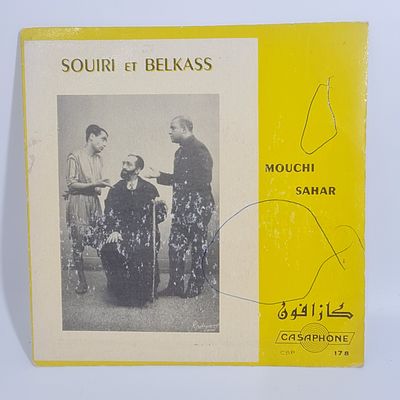 SOUIRI ET BELKASS
MOUCHI
SAHAR
كازافون
CASAPHONE
CSP 178